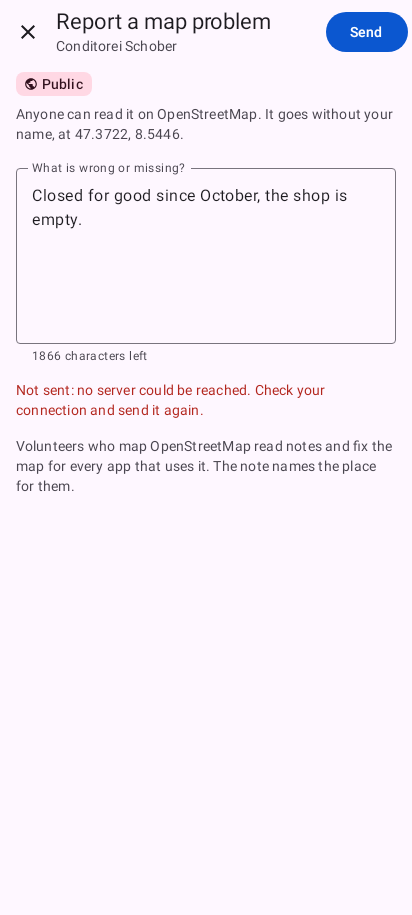 Report a map problem
Conditorei Schober
Send
Public
Anyone can read it on OpenStreetMap. It goes without your
name, at 47.3722, 8.5446.
What is wrong or missing?
Closed for good since October, the shop is
empty.
1866 characters left
Not sent: no server could be reached. Check your
connection and send it again.
Volunteers who map OpenStreetMap read notes and fix the
map for every app that uses it. The note names the place
for them.